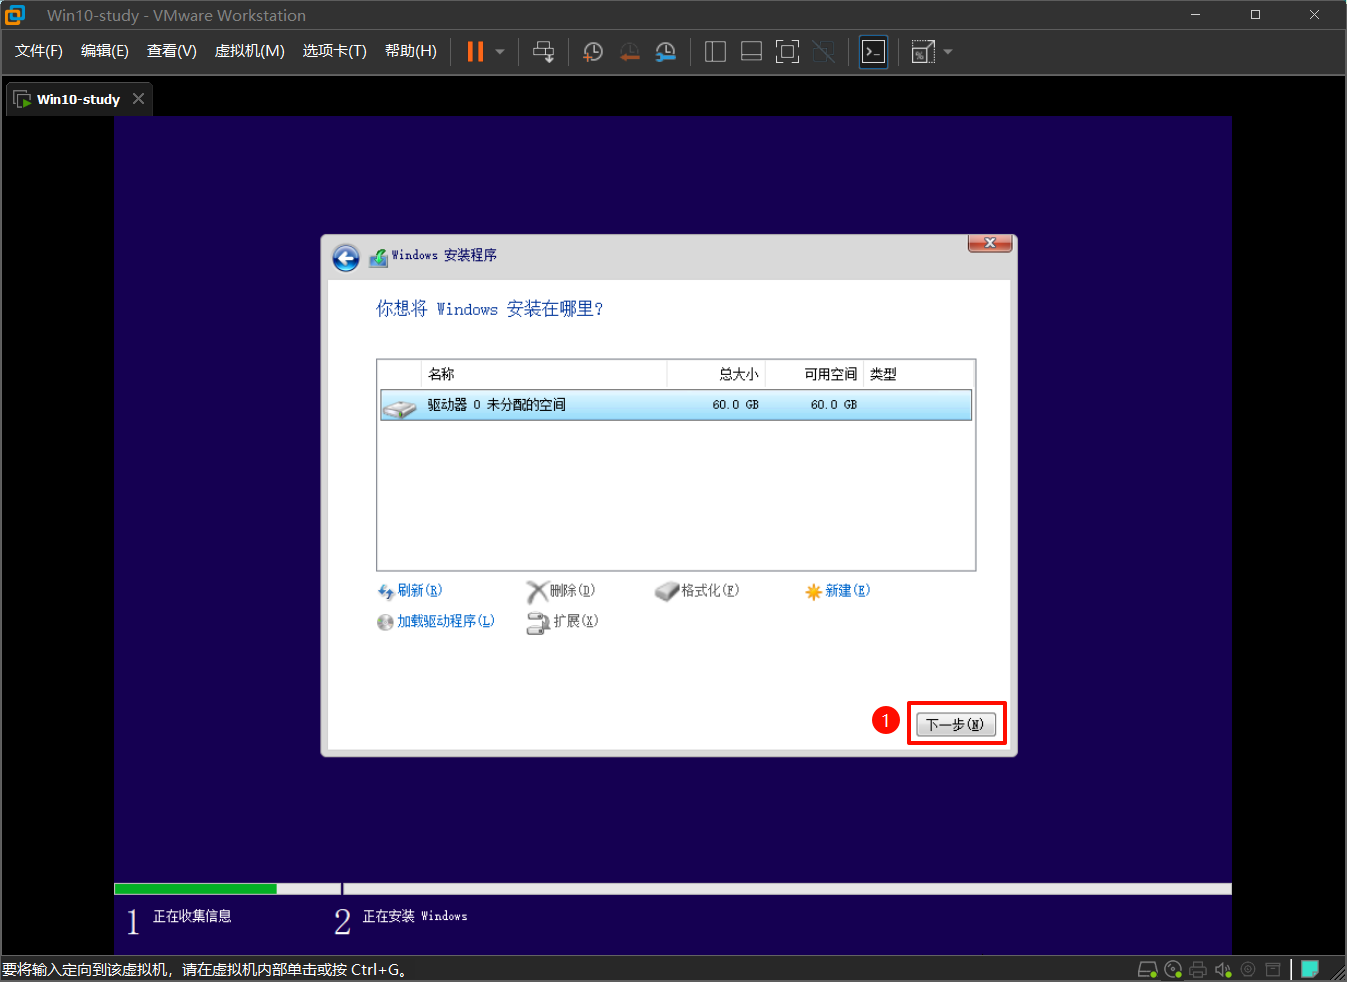 Win10-study - VMware Workstation
文件(F) 编辑(E) 查看(V) 虚拟机(M) 选项卡(T) 帮助(H)
Win10-study
Windows 安装程序
你想将 Windows 安装在哪里?
名称 总大小 可用空间 类型
驱动器 0 未分配的空间 60.0 GB 60.0 GB
刷新(R) 删除(D) 格式化(F) 新建(E)
加载驱动程序(L) 扩展(X)
1 下一步(N)
1 正在收集信息 2 正在安装 Windows
要将输入定向到该虚拟机，请在虚拟机内部单击或按 Ctrl+G。